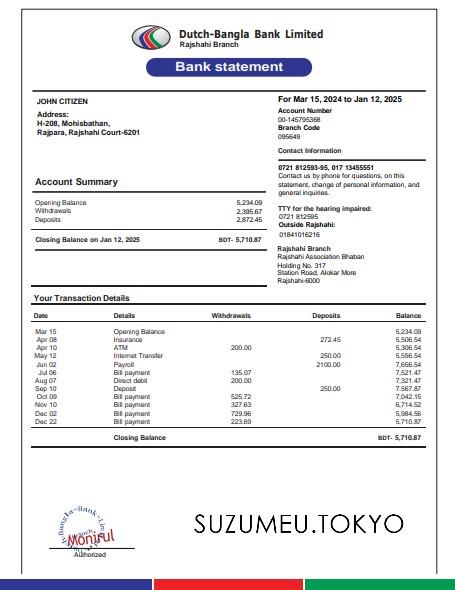 Dutch-Bangla Bank Limited
Rajshahi Branch
Bank statement
JOHN CITIZEN
Address:
H-208, Mohisbathan,
Rajpara, Rajshahi Court-6201
For Mar 15, 2024 to Jan 12, 2025
Account Number
00-145795368
Branch Code
095649
Contact Information
0721 812593-95, 017 13455551
Contact us by phone for questions, on this
statement, change of personal information, and
general inquiries.
TTY for the hearing impaired:
0721 812595
Outside Rajshahi:
01841016216
Rajshahi Branch
Rajshahi Association Bhaban
Holding No. 317
Station Road, Alokar More
Rajshahi-6000
Account Summary
Opening Balance 5,234.09
Withdrawals 2,395.67
Deposits 2,872.45
Closing Balance on Jan 12, 2025 BDT- 5,710.87
Your Transaction Details
Date Details Withdrawals Deposits Balance
Mar 15 Opening Balance 5,234.09
Apr 08 Insurance 272.45 5,506.54
Apr 10 ATM 200.00 5,306.54
May 12 Internet Transfer 250.00 5,556.54
Jun 02 Payroll 2100.00 7,656.54
Jul 06 Bill payment 135.07 7,521.47
Aug 07 Direct debit 200.00 7,321.47
Sep 10 Deposit 250.00 7,567.87
Oct 09 Bill payment 525.72 7,042.15
Nov 10 Bill payment 327.63 6,714.52
Dec 02 Bill payment 729.96 5,984.56
Dec 22 Bill payment 223.69 5,710.87
Closing Balance BDT- 5,710.87
Monirul
Authorized
SUZUMEU.TOKYO